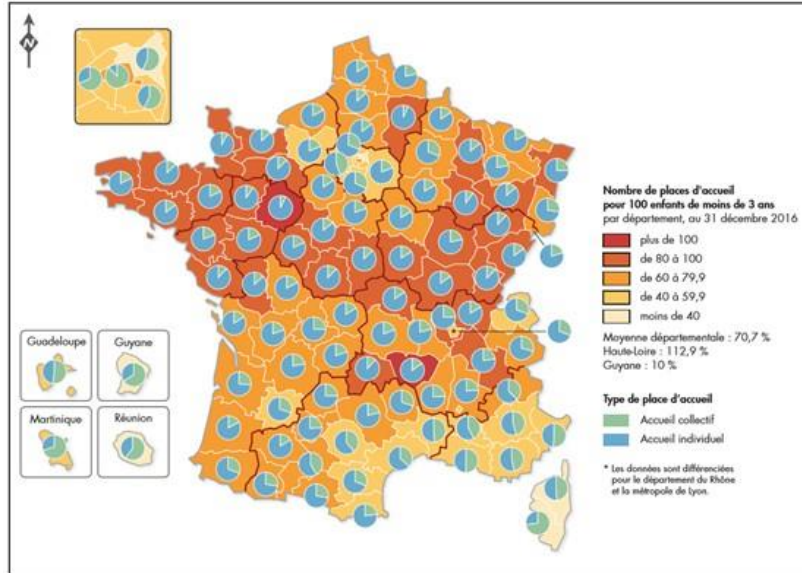 N
Nombre de places d'accueil
pour 100 enfants de moins de 3 ans
par département, au 31 décembre 2016
plus de 100
de 80 à 100
de 60 à 79,9
de 40 à 59,9
moins de 40
Moyenne départementale : 70,7 %
Haute-Loire : 112,9 %
Guyane : 10 %
Guadeloupe
Guyane
Martinique
Réunion
Type de place d'accueil
Accueil collectif
Accueil individuel
* Les données sont différenciées
pour le département du Rhône
et la métropole de Lyon.